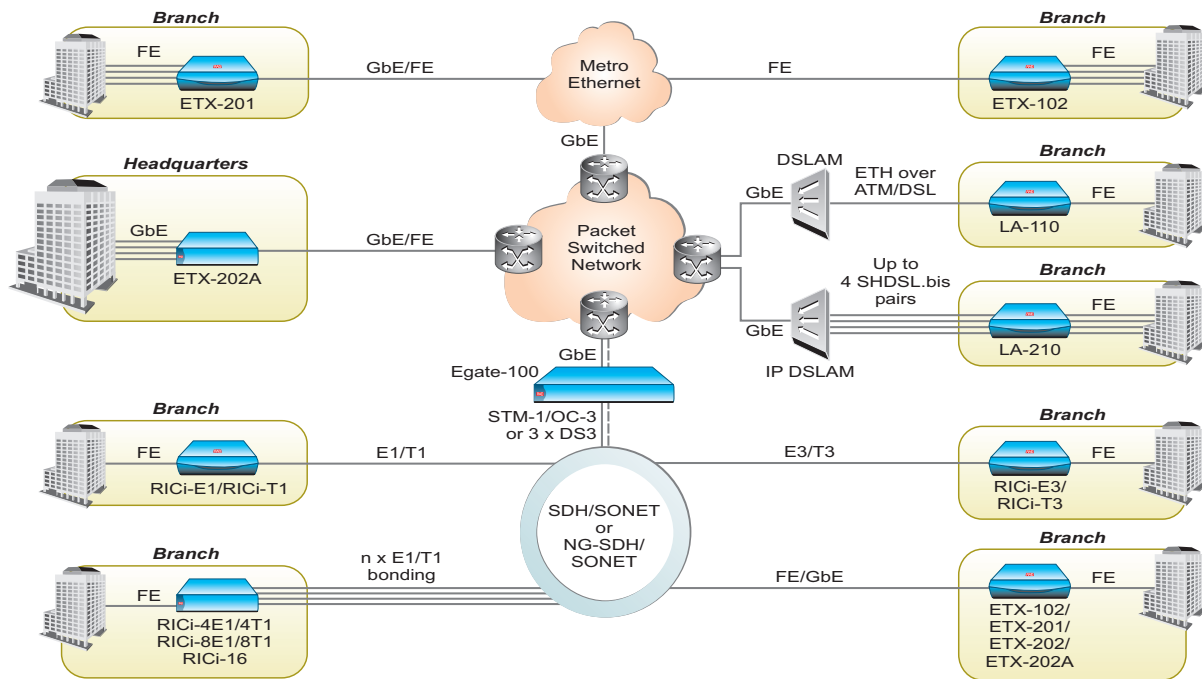 Branch
FE
ETX-201
GbE/FE
Metro
Ethernet
FE
Branch
FE
ETX-102
GbE
Headquarters
GbE
ETX-202A
GbE/FE
Packet
Switched
Network
DSLAM
GbE
ETH over
ATM/DSL
Branch
FE
LA-110
GbE
IP DSLAM
Up to
4 SHDSL.bis
pairs
Branch
FE
LA-210
GbE
Egate-100
STM-1/OC-3
or 3 x DS3
Branch
FE
RICi-E1/RICi-T1
E1/T1
SDH/SONET
or
NG-SDH/
SONET
E3/T3
Branch
FE
RICi-E3/
RICi-T3
Branch
FE
RICi-4E1/4T1
RICi-8E1/8T1
RICi-16
n x E1/T1
bonding
FE/GbE
Branch
FE
ETX-102/
ETX-201/
ETX-202/
ETX-202A